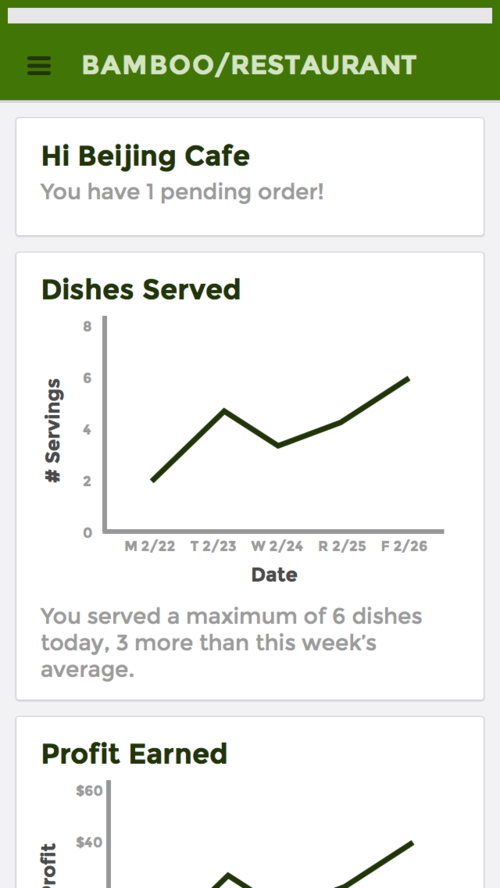 BAMBOO/RESTAURANT
Hi Beijing Cafe
You have 1 pending order!
Dishes Served
8
6
4
2
0
# Servings
M 2/22 T 2/23 W 2/24 R 2/25 F 2/26
Date
You served a maximum of 6 dishes
today, 3 more than this week's
average.
Profit Earned
$60
$40